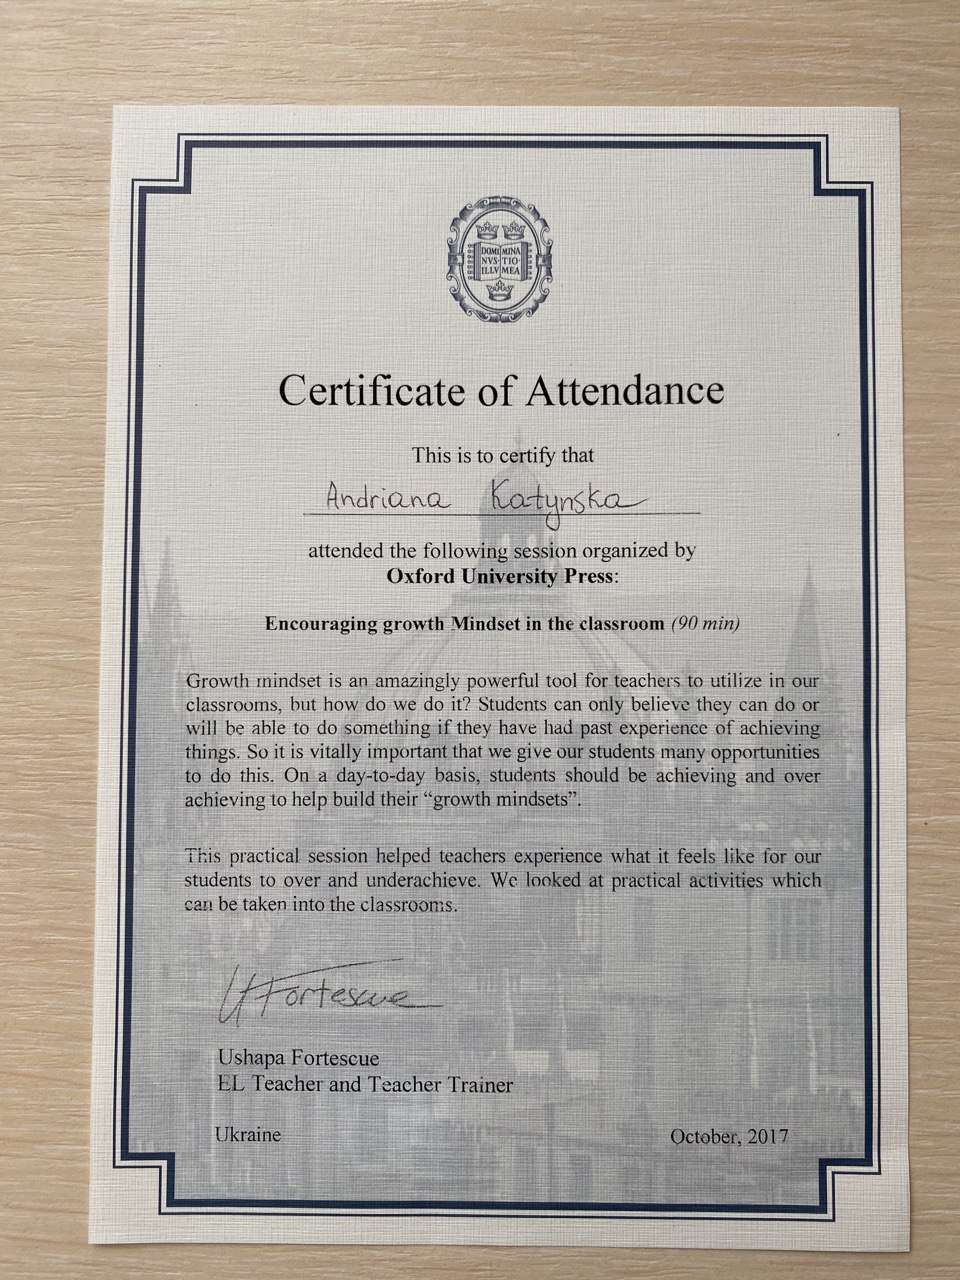 DOMI MINA
NVS TIO
ILLV MEA
Certificate of Attendance
This is to certify that
Andriana Katynska
attended the following session organized by
Oxford University Press:
Encouraging growth Mindset in the classroom (90 min)
Growth mindset is an amazingly powerful tool for teachers to utilize in our
classrooms, but how do we do it? Students can only believe they can do or
will be able to do something if they have had past experience of achieving
things. So it is vitally important that we give our students many opportunities
to do this. On a day-to-day basis, students should be achieving and over
achieving to help build their “growth mindsets”.
This practical session helped teachers experience what it feels like for our
students to over and underachieve. We looked at practical activities which
can be taken into the classrooms.
U Fortescue
Ushapa Fortescue
EL Teacher and Teacher Trainer
Ukraine October, 2017